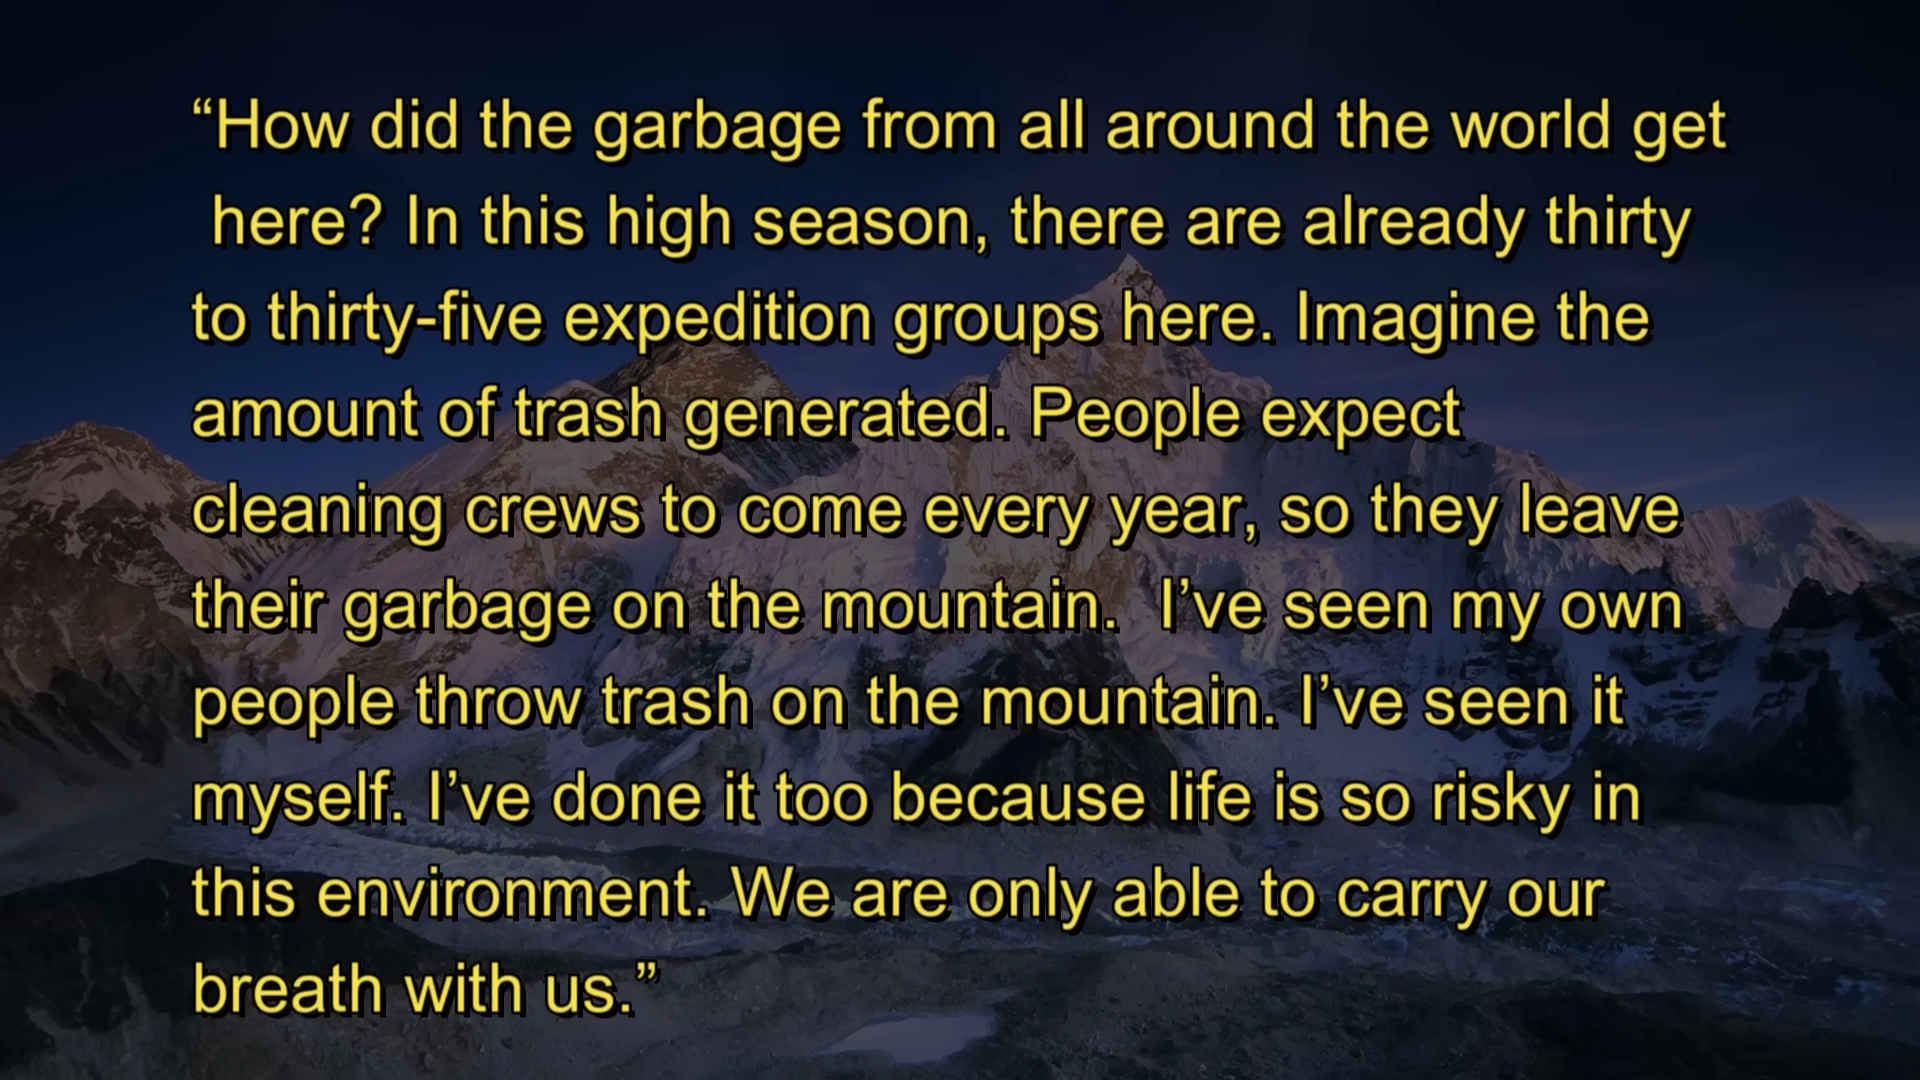 “How did the garbage from all around the world get
here? In this high season, there are already thirty
to thirty-five expedition groups here. Imagine the
amount of trash generated. People expect
cleaning crews to come every year, so they leave
their garbage on the mountain.  I’ve seen my own
people throw trash on the mountain. I’ve seen it
myself. I’ve done it too because life is so risky in
this environment. We are only able to carry our
breath with us.”